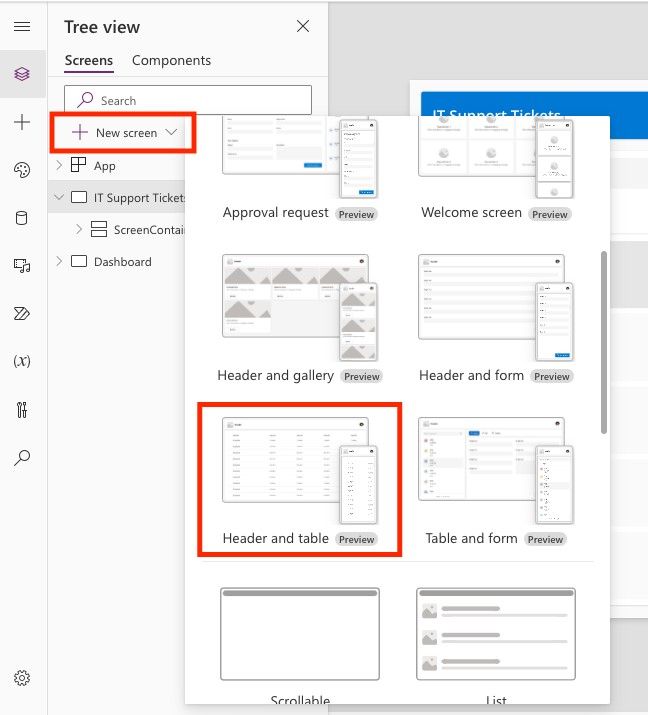 Tree view
Screens Components
Search
New screen
App
IT Support Tickets
ScreenContai
Dashboard
(x)
IT Support Tickets
Approval request Preview
Welcome screen Preview
Header and gallery Preview
Header and form Preview
Header and table Preview
Table and form Preview
Scrollable
List